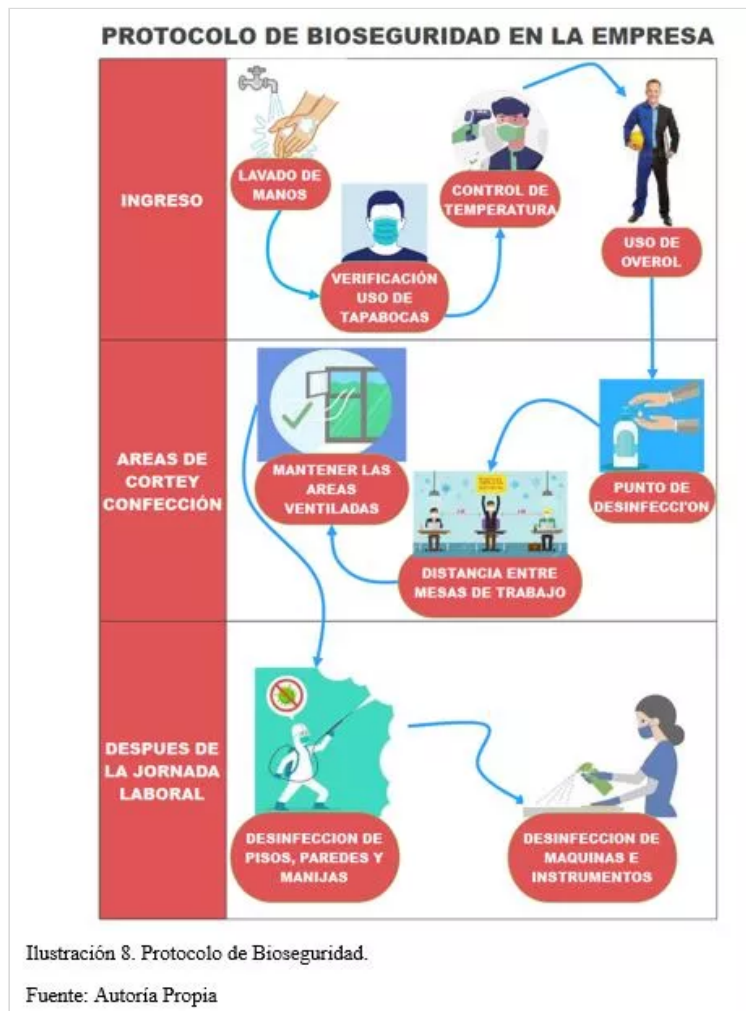 PROTOCOLO DE BIOSEGURIDAD EN LA EMPRESA
INGRESO
LAVADO DE
MANOS
VERIFICACIÓN
USO DE
TAPABOCAS
CONTROL DE
TEMPERATURA
USO DE
OVEROL
AREAS DE
CORTEY
CONFECCIÓN
PUNTO DE
DESINFECCI'ON
DISTANCIA ENTRE
MESAS DE TRABAJO
MANTENER LAS
AREAS
VENTILADAS
DESPUES DE
LA JORNADA
LABORAL
DESINFECCION DE
PISOS, PAREDES Y
MANIJAS
DESINFECCION DE
MAQUINAS E
INSTRUMENTOS
Ilustración 8. Protocolo de Bioseguridad.
Fuente: Autoría Propia